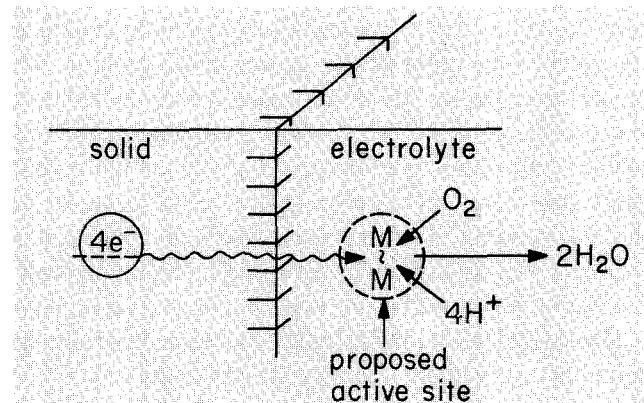 solid
electrolyte
4e⁻
O₂
M
~
M
2H₂O
4H⁺
proposed
active site